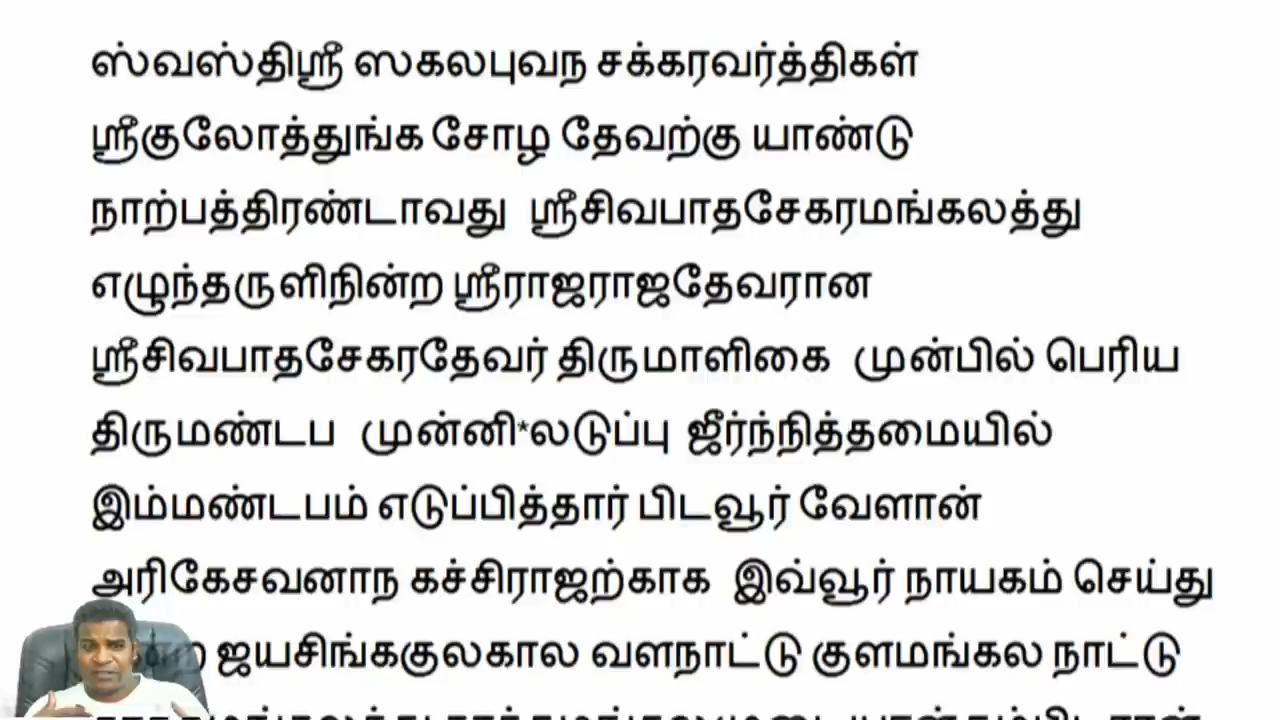 ஸ்வஸ்திஸ்ரீ ஸகலபுவந சக்கரவர்த்திகள்
ஸ்ரீகுலோத்துங்க சோழ தேவற்கு யாண்டு
நாற்பத்திரண்டாவது ஸ்ரீசிவபாதசேகரமங்கலத்து
எழுந்தருளிநின்ற ஸ்ரீராஜராஜதேவரான
ஸ்ரீசிவபாதசேகரதேவர் திருமாளிகை முன்பில் பெரிய
திருமண்டப முன்னி*லடுப்பு ஜீர்ந்நித்தமையில்
இம்மண்டபம் எடுப்பித்தார் பிடவூர் வேளான்
அரிகேசவனாந கச்சிராஜற்காக இவ்வூர் நாயகம் செய்து
ஜயசிங்ககுலகால வளநாட்டு குளமங்கல நாட்டு